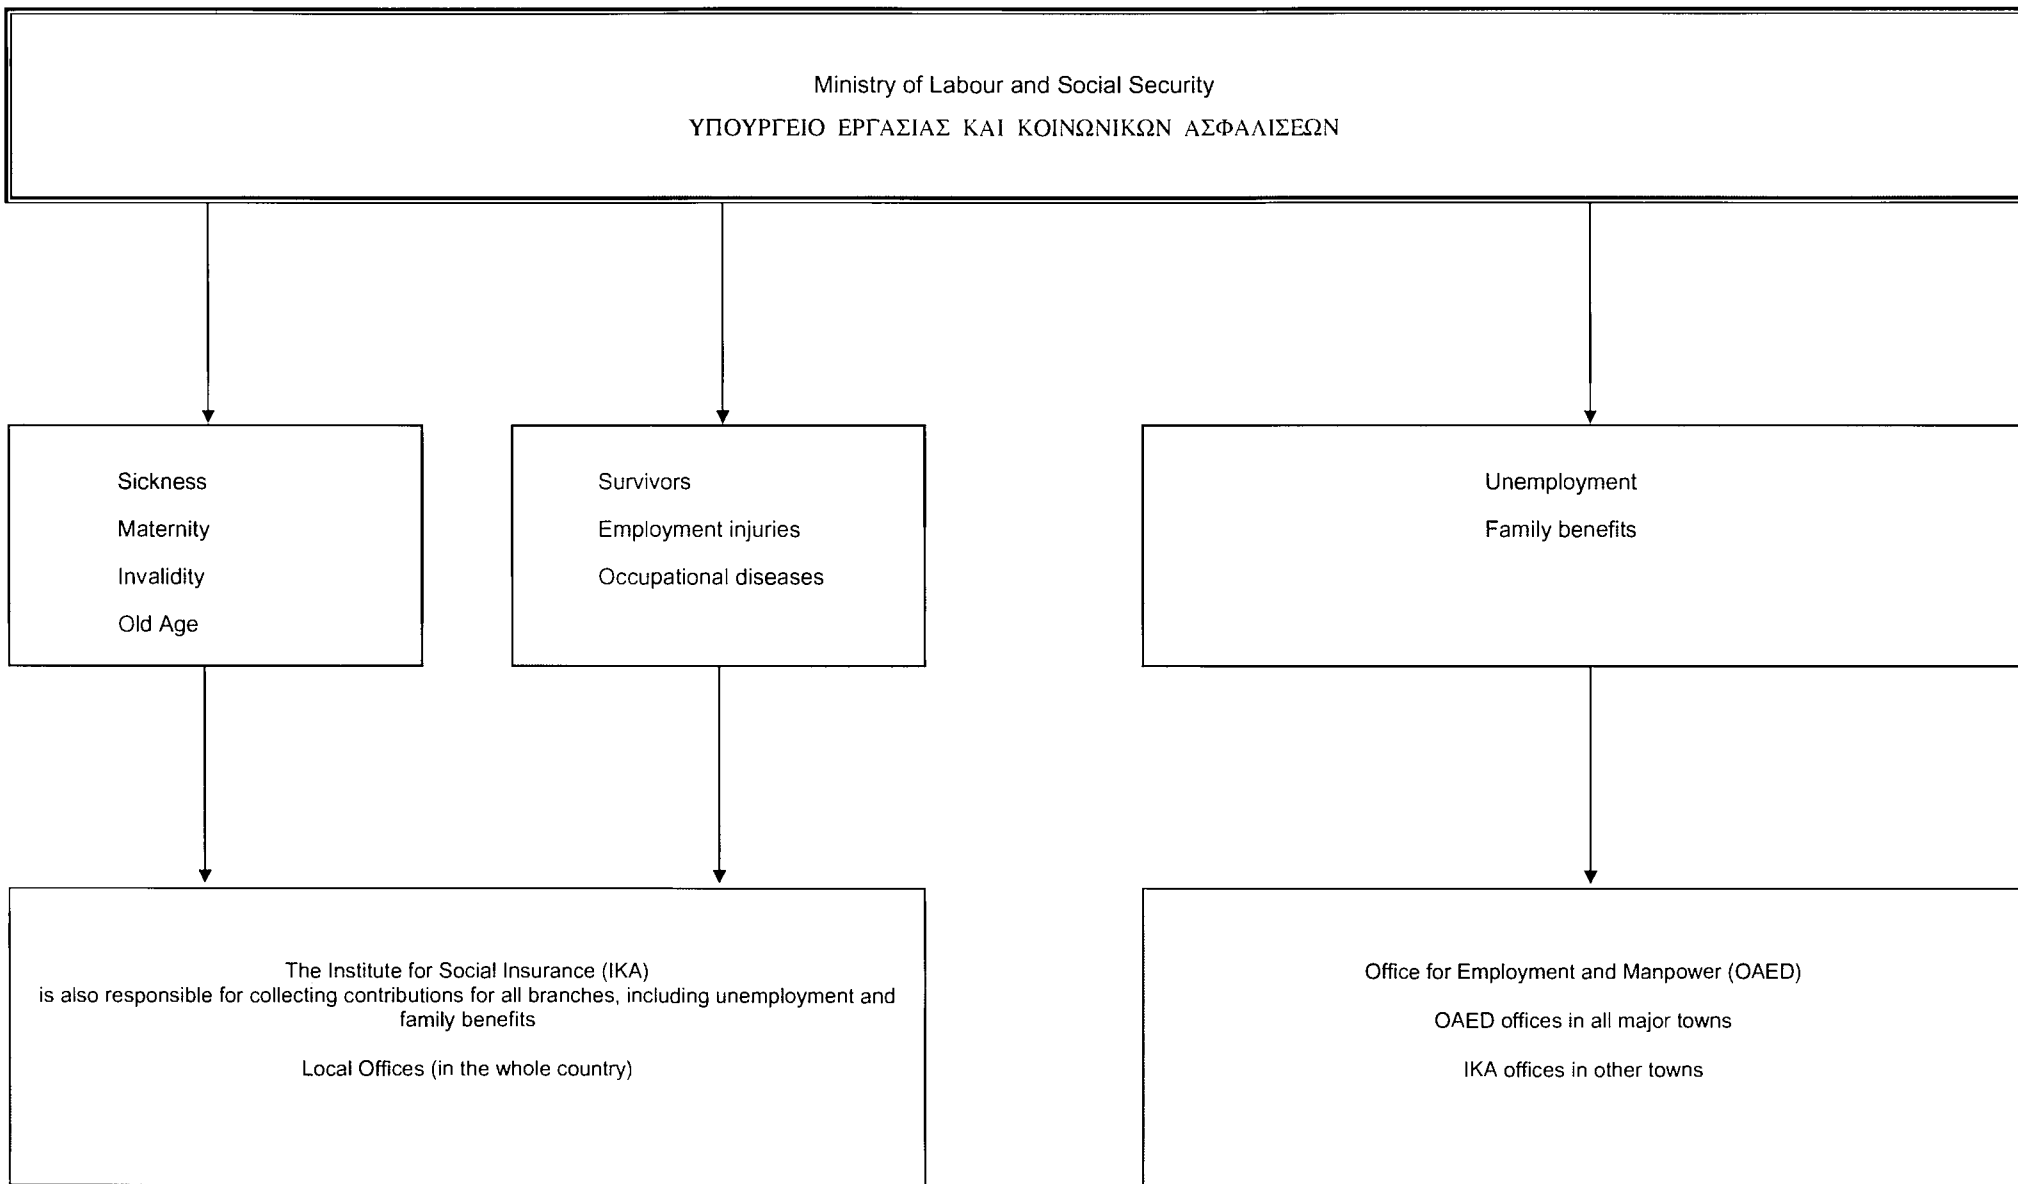 Ministry of Labour and Social Security
ΥΠΟΥΡΓΕΙΟ ΕΡΓΑΣΙΑΣ ΚΑΙ ΚΟΙΝΩΝΙΚΩΝ ΑΣΦΑΛΙΣΕΩΝ
Sickness
Maternity
Invalidity
Old Age
Survivors
Employment injuries
Occupational diseases
Unemployment
Family benefits
The Institute for Social Insurance (IKA)
is also responsible for collecting contributions for all branches, including unemployment and
family benefits
Local Offices (in the whole country)
Office for Employment and Manpower (OAED)
OAED offices in all major towns
IKA offices in other towns